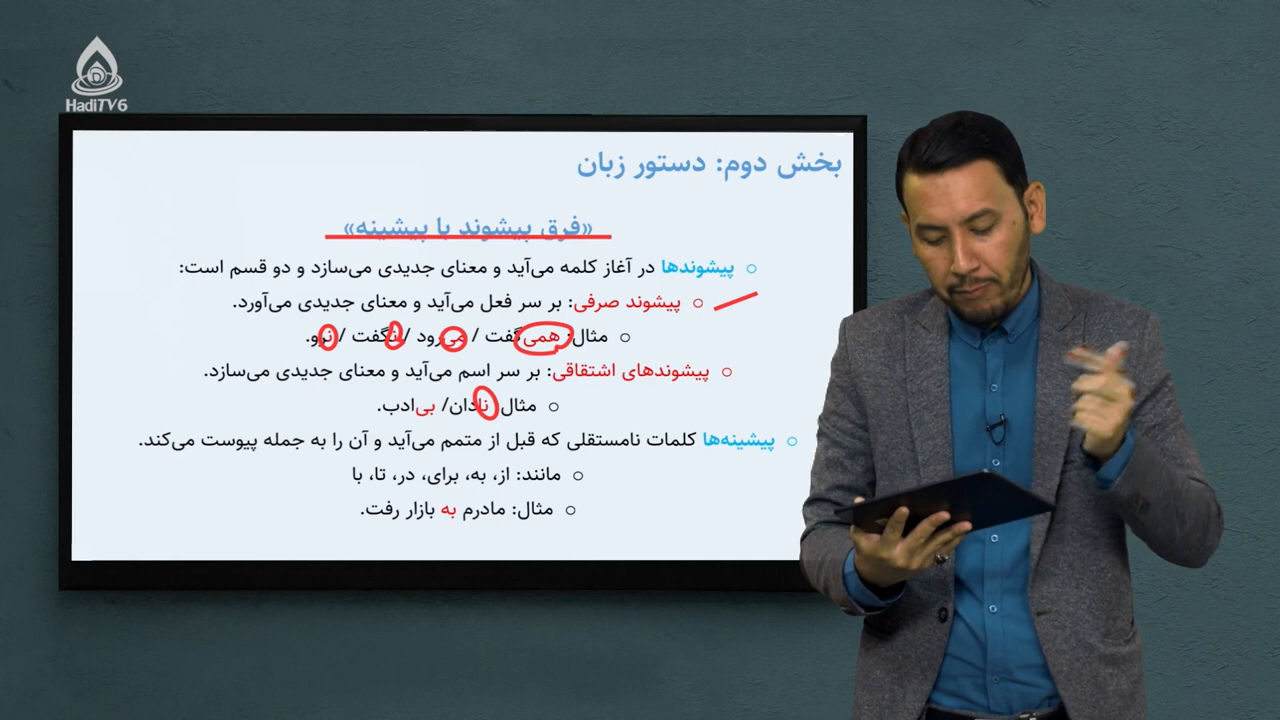 HadiTV6
بخش دوم: دستور زبان
«فرق پیشوند با پیشینه»
○ پیشوندها در آغاز کلمه می‌آید و معنای جدیدی می‌سازد و دو قسم است:
○ پیشوند صرفی: بر سر فعل می‌آید و معنای جدیدی می‌آورد.
○ مثال: همی‌گفت / می‌رود / نگفت / نرو.
○ پیشوندهای اشتقاقی: بر سر اسم می‌آید و معنای جدیدی می‌سازد.
○ مثال: نادان/ بی‌ادب.
○ پیشینه‌ها کلمات نامستقلی که قبل از متمم می‌آید و آن را به جمله پیوست می‌کند.
○ مانند: از، به، برای، در، تا، با
○ مثال: مادرم به بازار رفت.